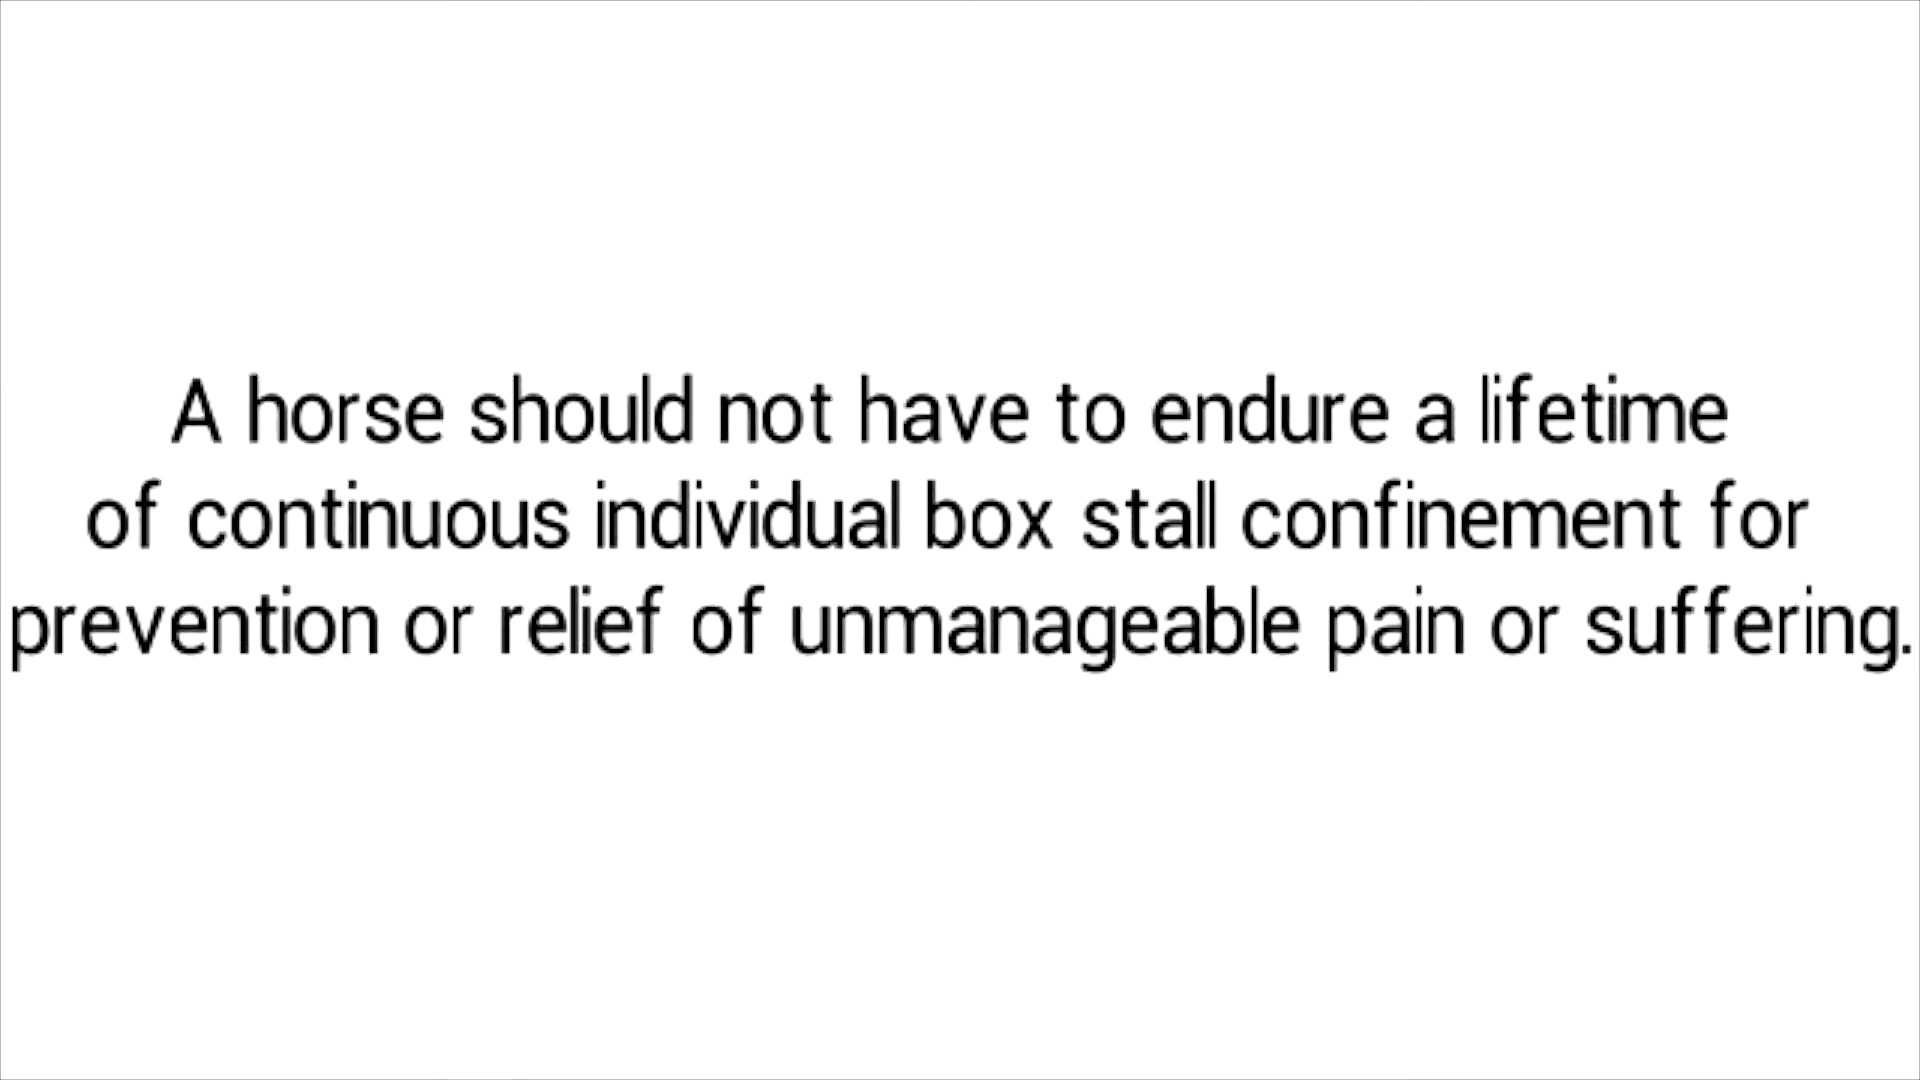 A horse should not have to endure a lifetime
of continuous individual box stall confinement for
prevention or relief of unmanageable pain or suffering.